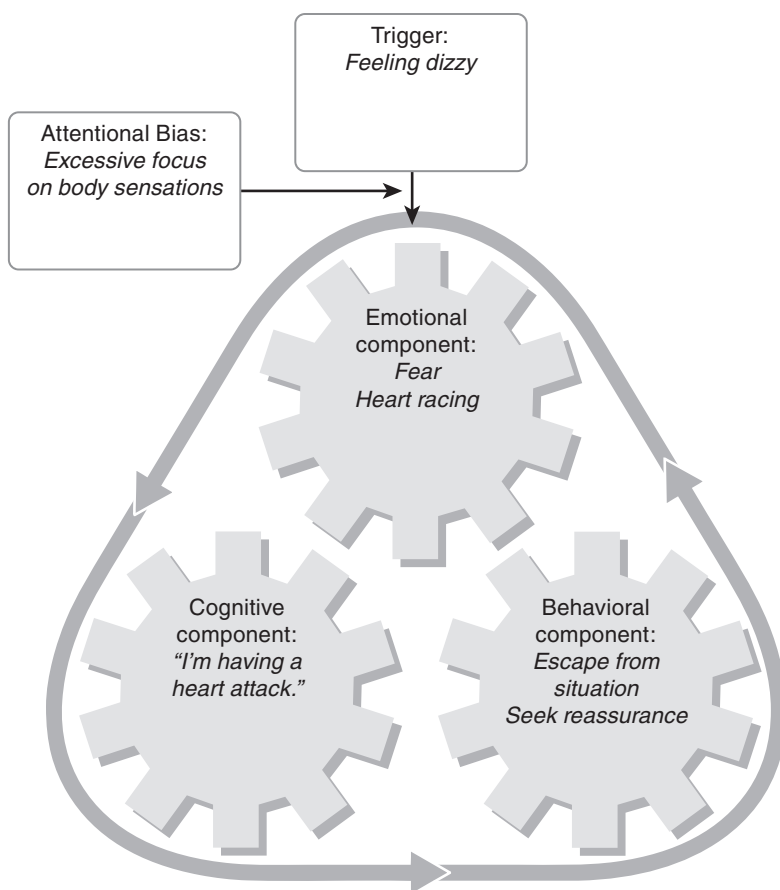 Trigger:
Feeling dizzy
Attentional Bias:
Excessive focus
on body sensations
Emotional
component:
Fear
Heart racing
Cognitive
component:
“I’m having a
heart attack.”
Behavioral
component:
Escape from
situation
Seek reassurance